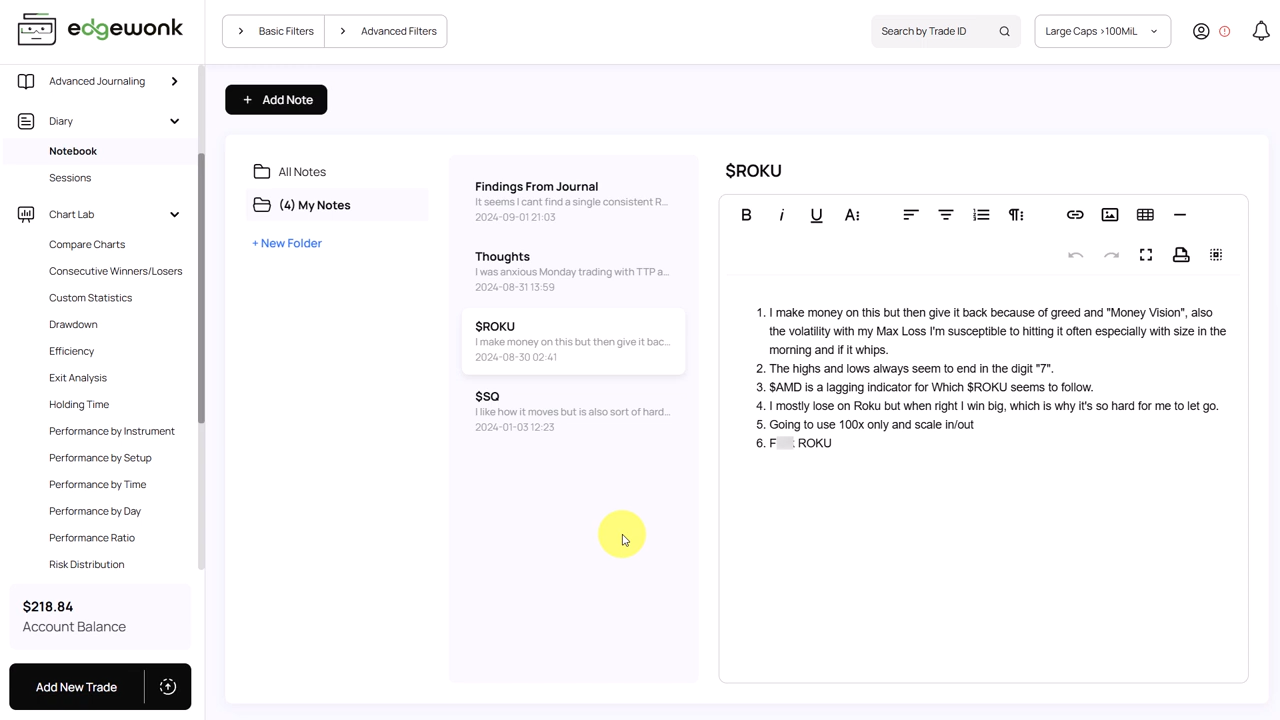 edgewonk
Basic Filters
Advanced Filters
Search by Trade ID
Large Caps >100MiL
Advanced Journaling
Diary
Notebook
Sessions
Chart Lab
Compare Charts
Consecutive Winners/Losers
Custom Statistics
Drawdown
Efficiency
Exit Analysis
Holding Time
Performance by Instrument
Performance by Setup
Performance by Time
Performance by Day
Performance Ratio
Risk Distribution
$218.84
Account Balance
Add New Trade
+ Add Note
All Notes
(4) My Notes
+ New Folder
Findings From Journal
It seems I cant find a single consistent R...
2024-09-01 21:03
Thoughts
I was anxious Monday trading with TTP a...
2024-08-31 13:59
$ROKU
I make money on this but then give it bac...
2024-08-30 02:41
$SQ
I like how it moves but is also sort of hard...
2024-01-03 12:23
$ROKU
1. I make money on this but then give it back because of greed and "Money Vision", also
the volatility with my Max Loss I'm susceptible to hitting it often especially with size in the
morning and if it whips.
2. The highs and lows always seem to end in the digit "7".
3. $AMD is a lagging indicator for Which $ROKU seems to follow.
4. I mostly lose on Roku but when right I win big, which is why it's so hard for me to let go.
5. Going to use 100x only and scale in/out
6. ROKU